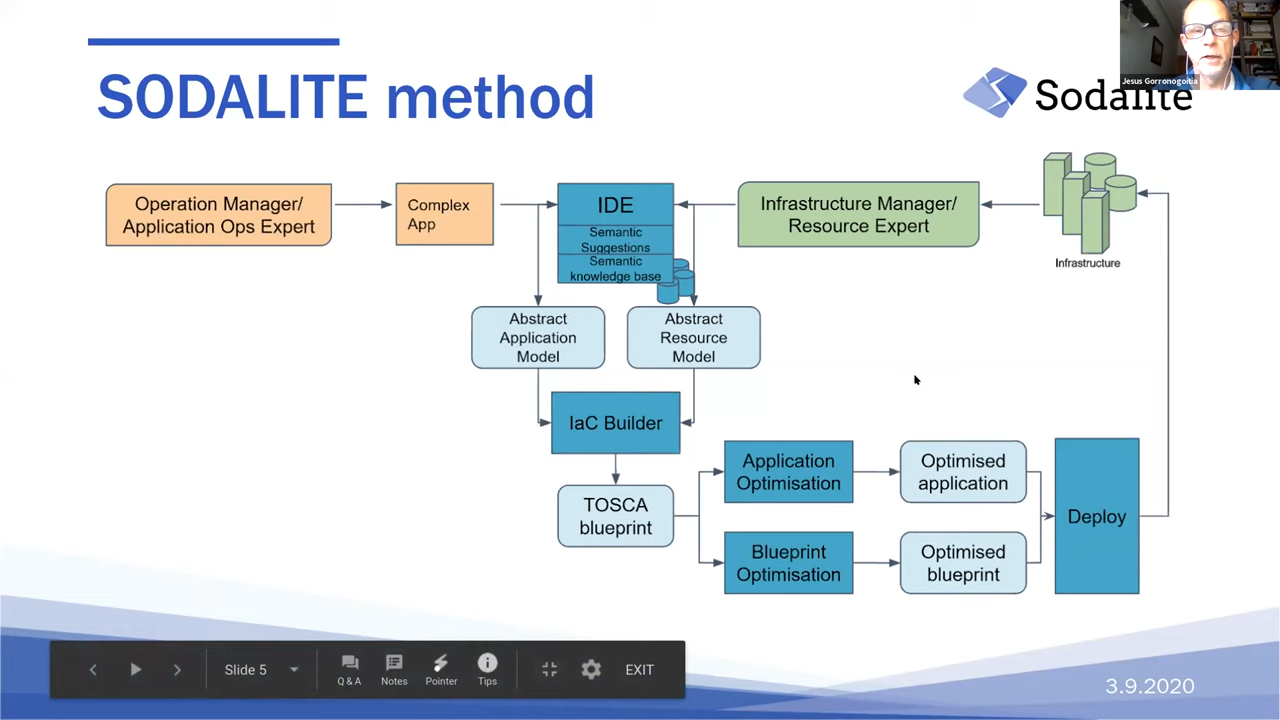 SODALITE method
Sodalite
Jesus Gorronogoitia
Operation Manager/
Application Ops Expert
Complex
App
IDE
Semantic
Suggestions
Semantic
knowledge base
Infrastructure Manager/
Resource Expert
Infrastructure
Abstract
Application
Model
Abstract
Resource
Model
IaC Builder
TOSCA
blueprint
Application
Optimisation
Optimised
application
Blueprint
Optimisation
Optimised
blueprint
Deploy
Slide 5
Q & A
Notes
Pointer
Tips
EXIT
3.9.2020